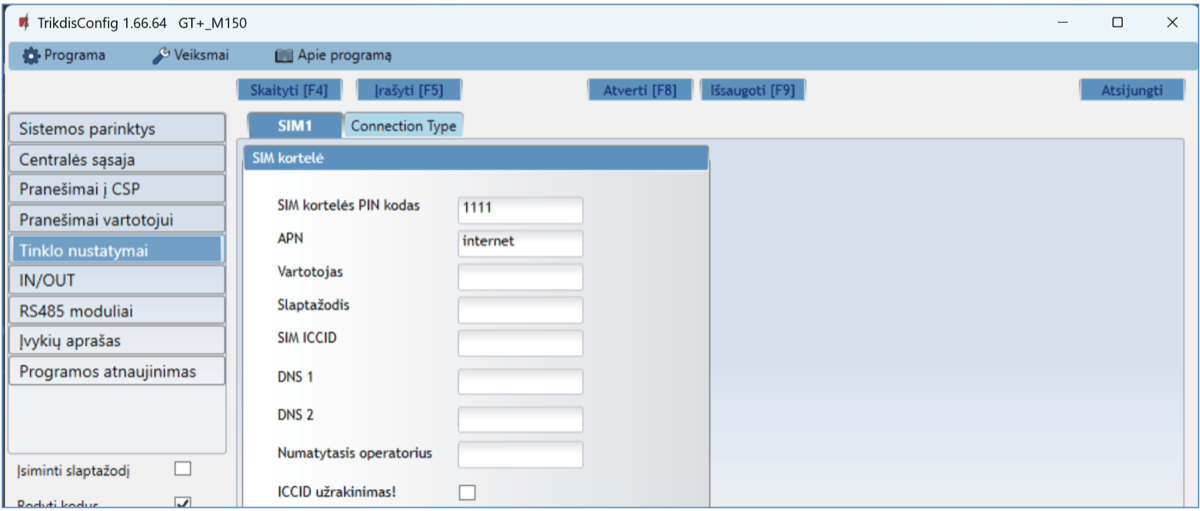 TrikdisConfig 1.66.64 GT+_M150
Programa Veiksmai Apie programą
Skaityti [F4] Įrašyti [F5] Atverti [F8] Išsaugoti [F9] Atsijungti
Sistemos parinktys
Centralės sąsaja
Pranešimai į CSP
Pranešimai vartotojui
Tinklo nustatymai
IN/OUT
RS485 moduliai
Įvykių aprašas
Programos atnaujinimas
Įsiminti slaptažodį
Rodyti kodus
SIM1 Connection Type
SIM kortelė
SIM kortelės PIN kodas 1111
APN internet
Vartotojas
Slaptažodis
SIM ICCID
DNS 1
DNS 2
Numatytasis operatorius
ICCID užrakinimas!